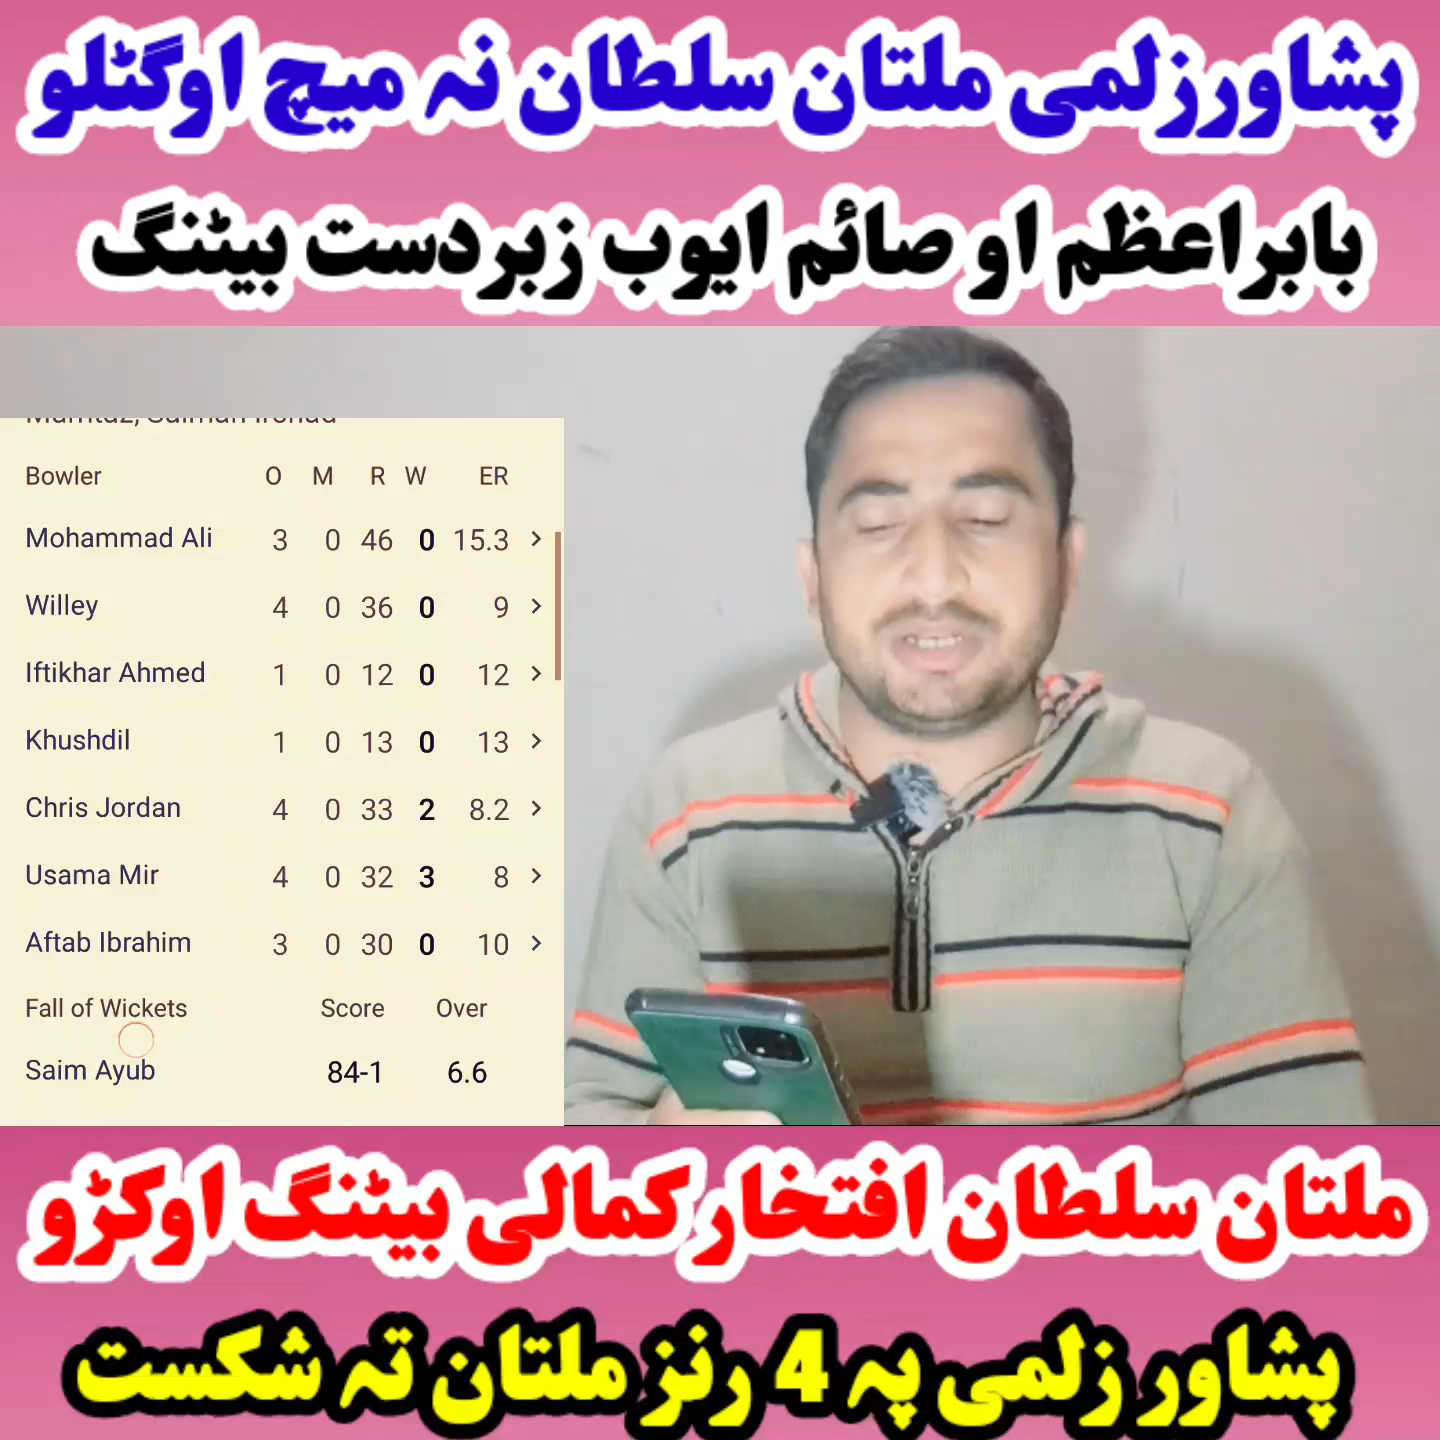 پشاورزلمی ملتان سلطان نہ میچ اوگٹلو
بابراعظم او صائم ایوب زبردست بیٹنگ
Bowler O M R W ER
Mohammad Ali 3 0 46 0 15.3
Willey 4 0 36 0 9
Iftikhar Ahmed 1 0 12 0 12
Khushdil 1 0 13 0 13
Chris Jordan 4 0 33 2 8.2
Usama Mir 4 0 32 3 8
Aftab Ibrahim 3 0 30 0 10
Fall of Wickets Score Over
Saim Ayub 84-1 6.6
ملتان سلطان افتخار کمالی بیٹنگ اوکڑو
پشاور زلمی پہ 4 رنز ملتان تہ شکست